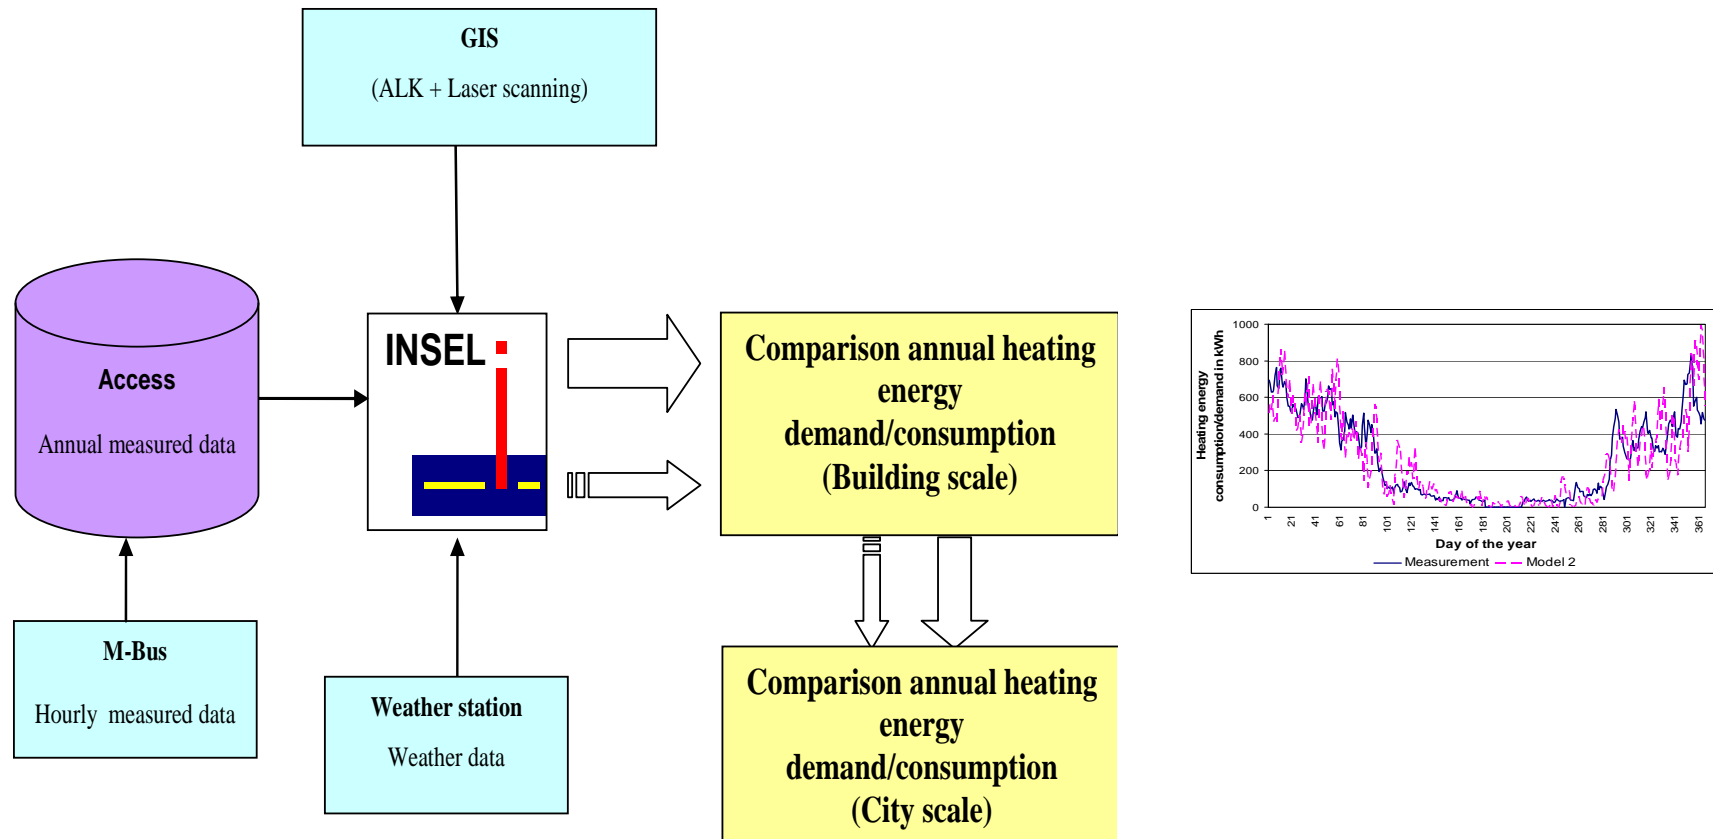 GIS
(ALK + Laser scanning)
Access
Annual measured data
INSEL
M-Bus
Hourly measured data
Weather station
Weather data
Comparison annual heating
energy
demand/consumption
(Building scale)
Comparison annual heating
energy
demand/consumption
(City scale)
Heating energy
consumption/demand in kWh
1000
800
600
400
200
0
1 21 41 61 81 101 121 141 161 181 201 221 241 261 281 301 321 341 361
Day of the year
Measurement Model 2